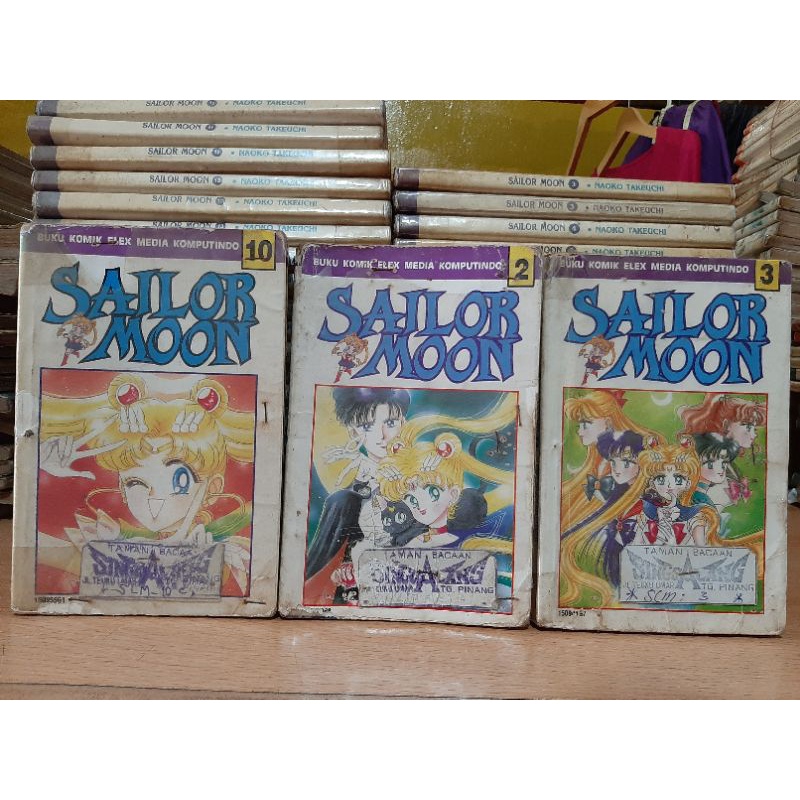 SAILOR MOON NAOKO TAKEUCHI
SAILOR MOON NAOKO TAKEUCHI
SAILOR MOON NAOKO TAKEUCHI
SAILOR MOON NAOKO TAKEUCHI
SAILOR MOON NAOKO TAKEUCHI
SAILOR MOON 3 • NAOKO TAKEUCHI
SAILOR MOON • NAOKO TAKEUCHI
SAILOR MOON • NAOKO TAKEUCHI
SAILOR MOON • NAOKO TAKEUCHI
BUKU KOMIK ELEX MEDIA KOMPUTINDO 10
SAILOR
MOON
TAMAN BACAAN
PINANG
SLM
BUKU KOMIK ELEX MEDIA KOMPUTINDO 2
SAILOR
MOON
TAMAN BACAAN
TG. PINANG
BUKU KOMIK ELEX MEDIA KOMPUTINDO 3
SAILOR
MOON
TAMAN BACAAN
TG. PINANG
* SLM: 3 *